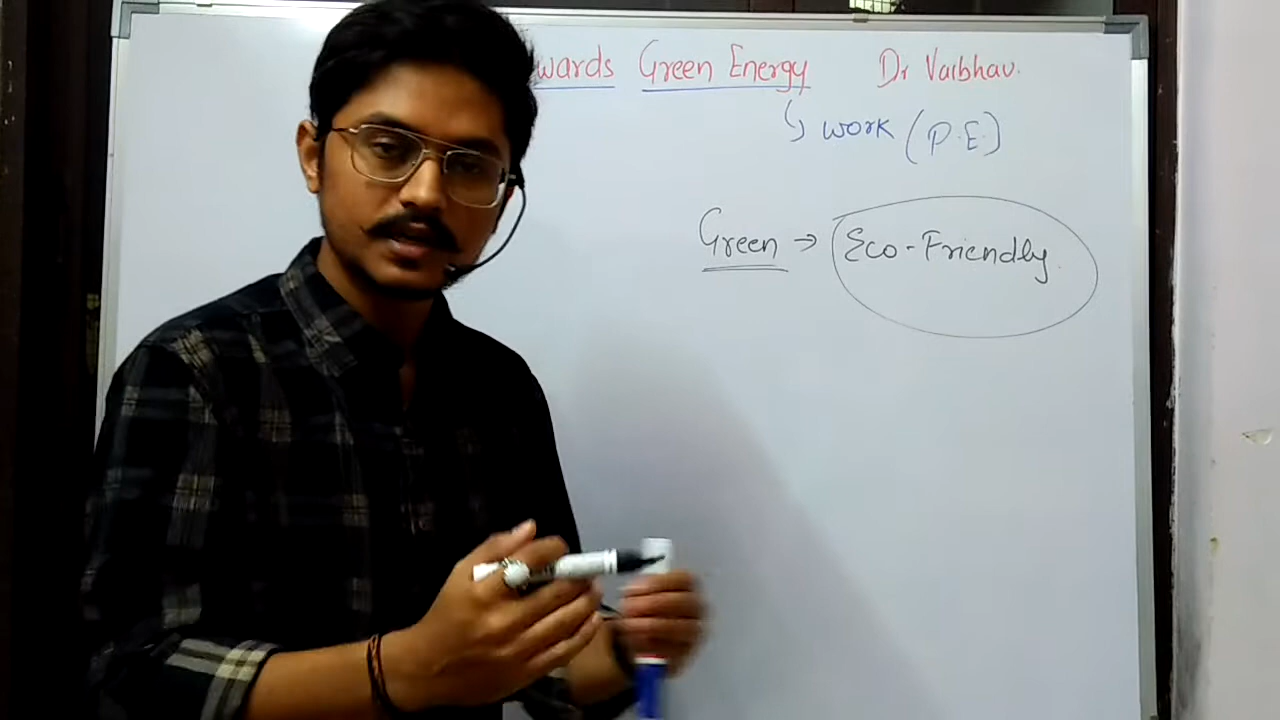 wards Green Energy Dr Vaibhav.
↳ work (P.E.)
Green → Eco-Friendly